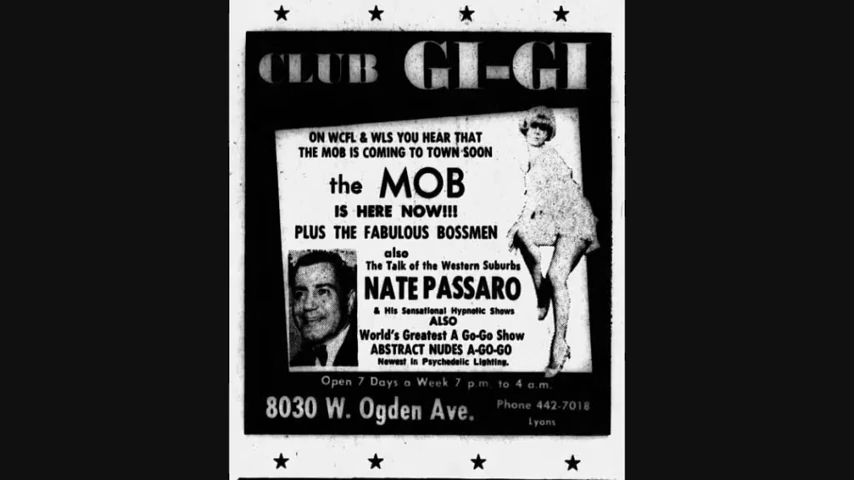 CLUB GI-GI
ON WCFL & WLS YOU HEAR THAT
THE MOB IS COMING TO TOWN SOON
the MOB
IS HERE NOW!!!
PLUS THE FABULOUS BOSSMEN
also
The Talk of the Western Suburbs
NATE PASSARO
& His Sensational Hypnotic Shows
ALSO
World's Greatest A Go-Go Show
ABSTRACT NUDES A-GO-GO
Newest in Psychedelic Lighting.
Open 7 Days a Week 7 p.m. to 4 a.m.
8030 W. Ogden Ave.
Phone 442-7018
Lyons